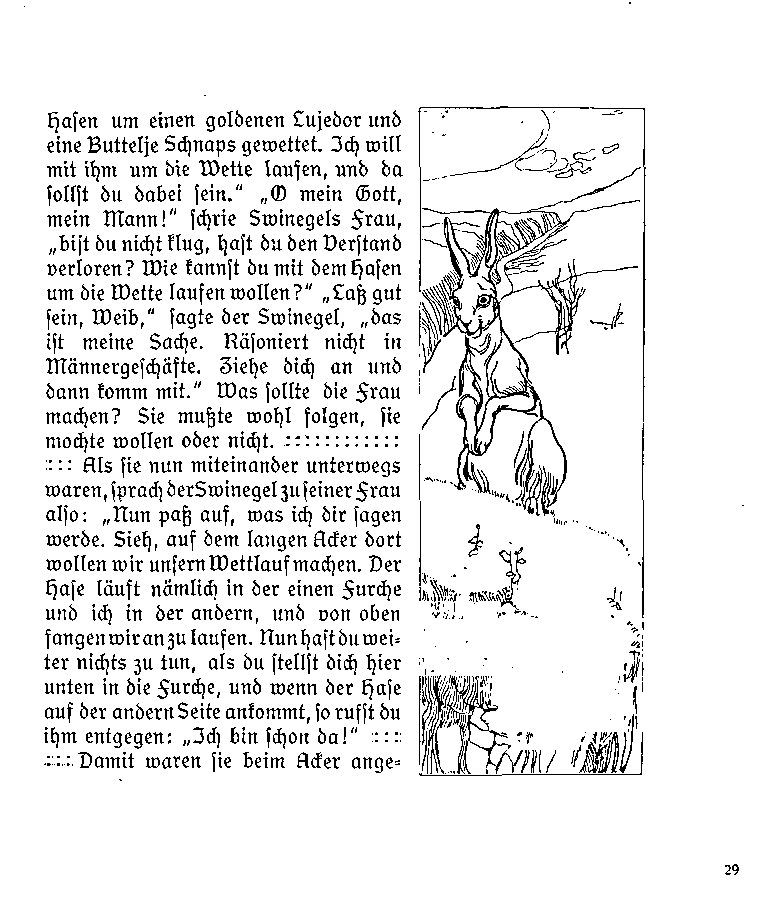 Hasen um einen goldenen Lujedor und
eine Buttelje Schnaps gewettet. Ich will
mit ihm um die Wette laufen, und da
sollst du dabei sein.“ „O mein Gott,
mein Mann!“ schrie Swinegels Frau,
„bist du nicht klug, hast du den Verstand
verloren? Wie kannst du mit dem Hasen
um die Wette laufen wollen?“ „Laß gut
sein, Weib,“ sagte der Swinegel, „das
ist meine Sache. Räsoniert nicht in
Männergeschäfte. Ziehe dich an und
dann komm mit.“ Was sollte die Frau
machen? Sie mußte wohl folgen, sie
mochte wollen oder nicht. : : : : : : : : : : : :
: : : Als sie nun miteinander unterwegs
waren, sprach der Swinegel zu seiner Frau
also: „Nun paß auf, was ich dir sagen
werde. Sieh, auf dem langen Acker dort
wollen wir unsern Wettlauf machen. Der
Hase läuft nämlich in der einen Furche
und ich in der andern, und von oben
fangen wir an zu laufen. Nun hast du wei-
ter nichts zu tun, als du stellst dich hier
unten in die Furche, und wenn der Hase
auf der andern Seite ankommt, so rufst du
ihm entgegen: „Ich bin schon da!“ : : :
: : : Damit waren sie beim Acker ange-
29